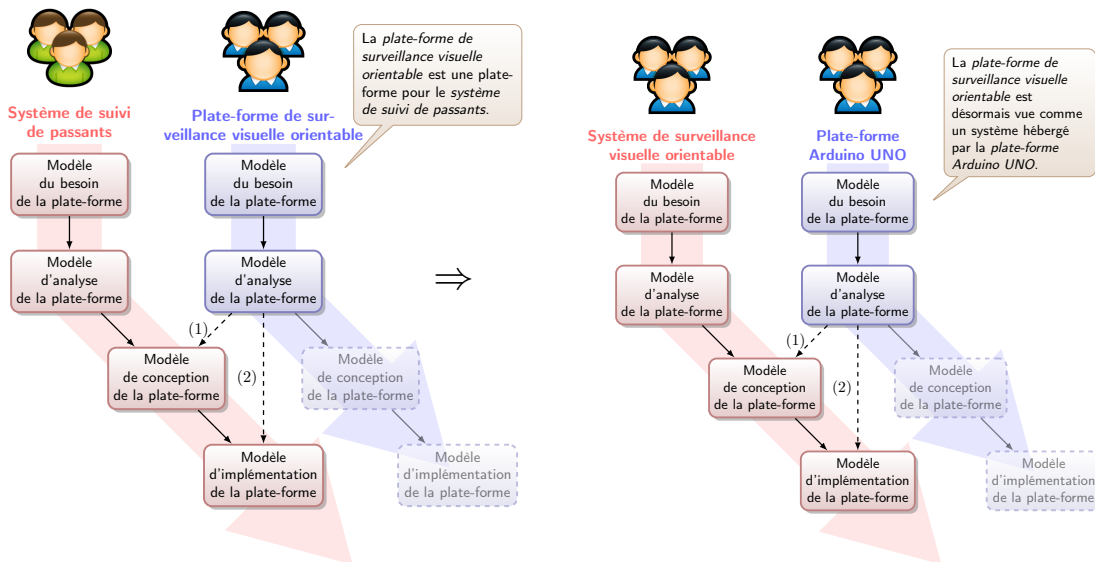 Système de suivi
de passants
Plate-forme de sur-
veillance visuelle orientable
La plate-forme de
surveillance visuelle
orientable est une plate-
forme pour le système
de suivi de passants.
Modèle
du besoin
de la plate-forme
Modèle
du besoin
de la plate-forme
Modèle
d'analyse
de la plate-forme
Modèle
d'analyse
de la plate-forme
(1)
(2)
Modèle
de conception
de la plate-forme
Modèle
de conception
de la plate-forme
Modèle
d'implémentation
de la plate-forme
Modèle
d'implémentation
de la plate-forme
⇒
Système de surveillance
visuelle orientable
Plate-forme
Arduino UNO
La plate-forme de
surveillance visuelle
orientable est
désormais vue comme
un système hébergé
par la plate-forme
Arduino UNO.
Modèle
du besoin
de la plate-forme
Modèle
du besoin
de la plate-forme
Modèle
d'analyse
de la plate-forme
Modèle
d'analyse
de la plate-forme
(1)
(2)
Modèle
de conception
de la plate-forme
Modèle
de conception
de la plate-forme
Modèle
d'implémentation
de la plate-forme
Modèle
d'implémentation
de la plate-forme